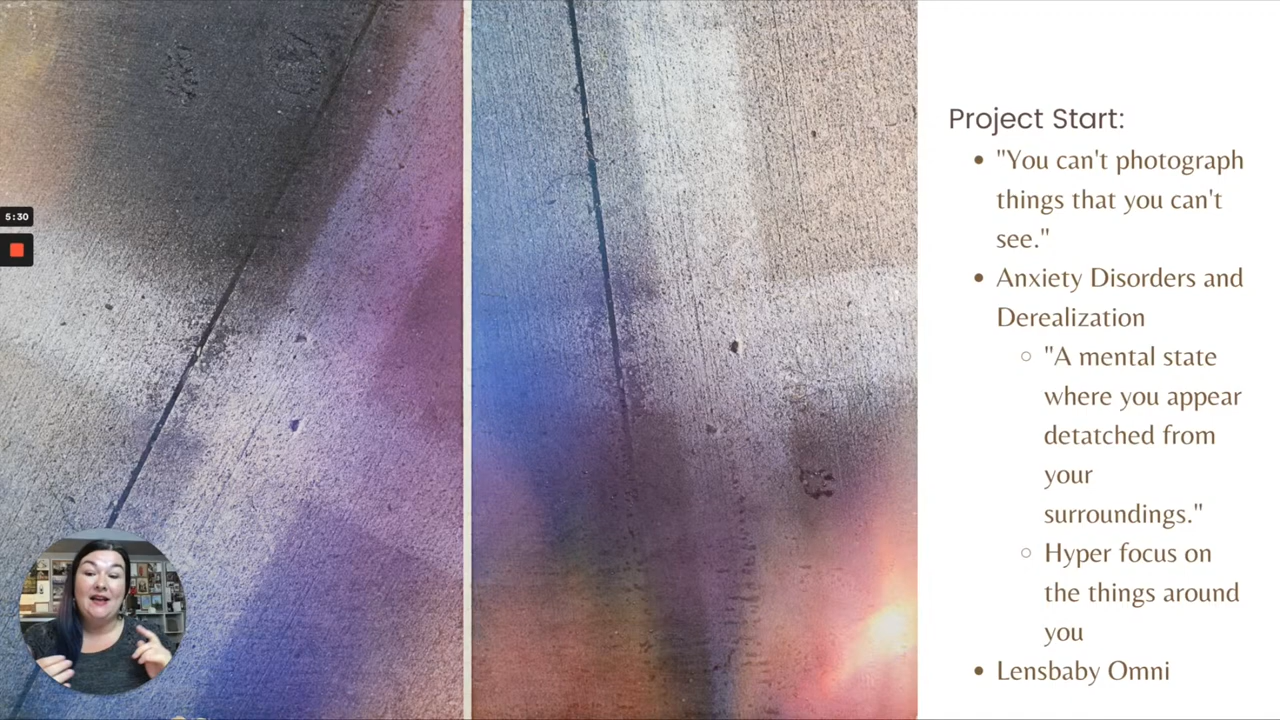 Project Start:
"You can't photograph
things that you can't
see."
Anxiety Disorders and
Derealization
"A mental state
where you appear
detatched from
your
surroundings."
Hyper focus on
the things around
you
Lensbaby Omni
5:30